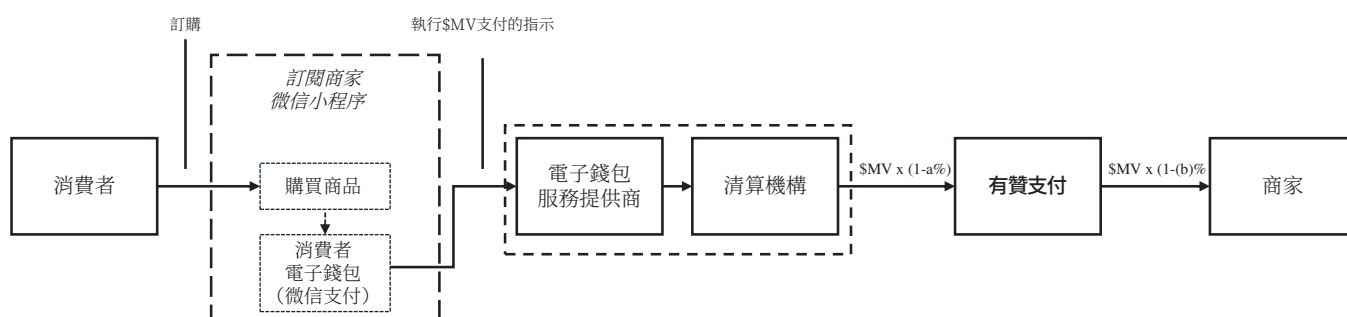 訂購
執行$MV支付的指示
訂閱商家
微信小程序
消費者
購買商品
消費者
電子錢包
（微信支付）
電子錢包
服務提供商
清算機構
$MV x (1-a%)
有贊支付
$MV x (1-(b)%
商家